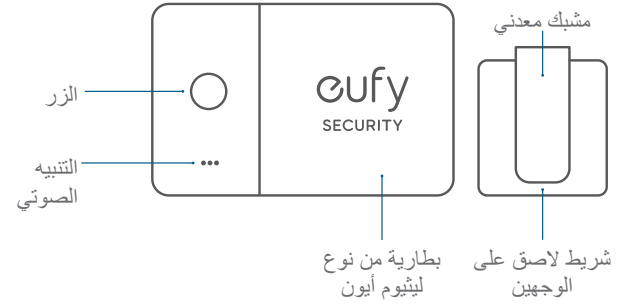 مشبك معدني
eufy
SECURITY
الزر
التنبيه
الصوتي
بطارية من نوع
ليثيوم أيون
شريط لاصق على
الوجهين